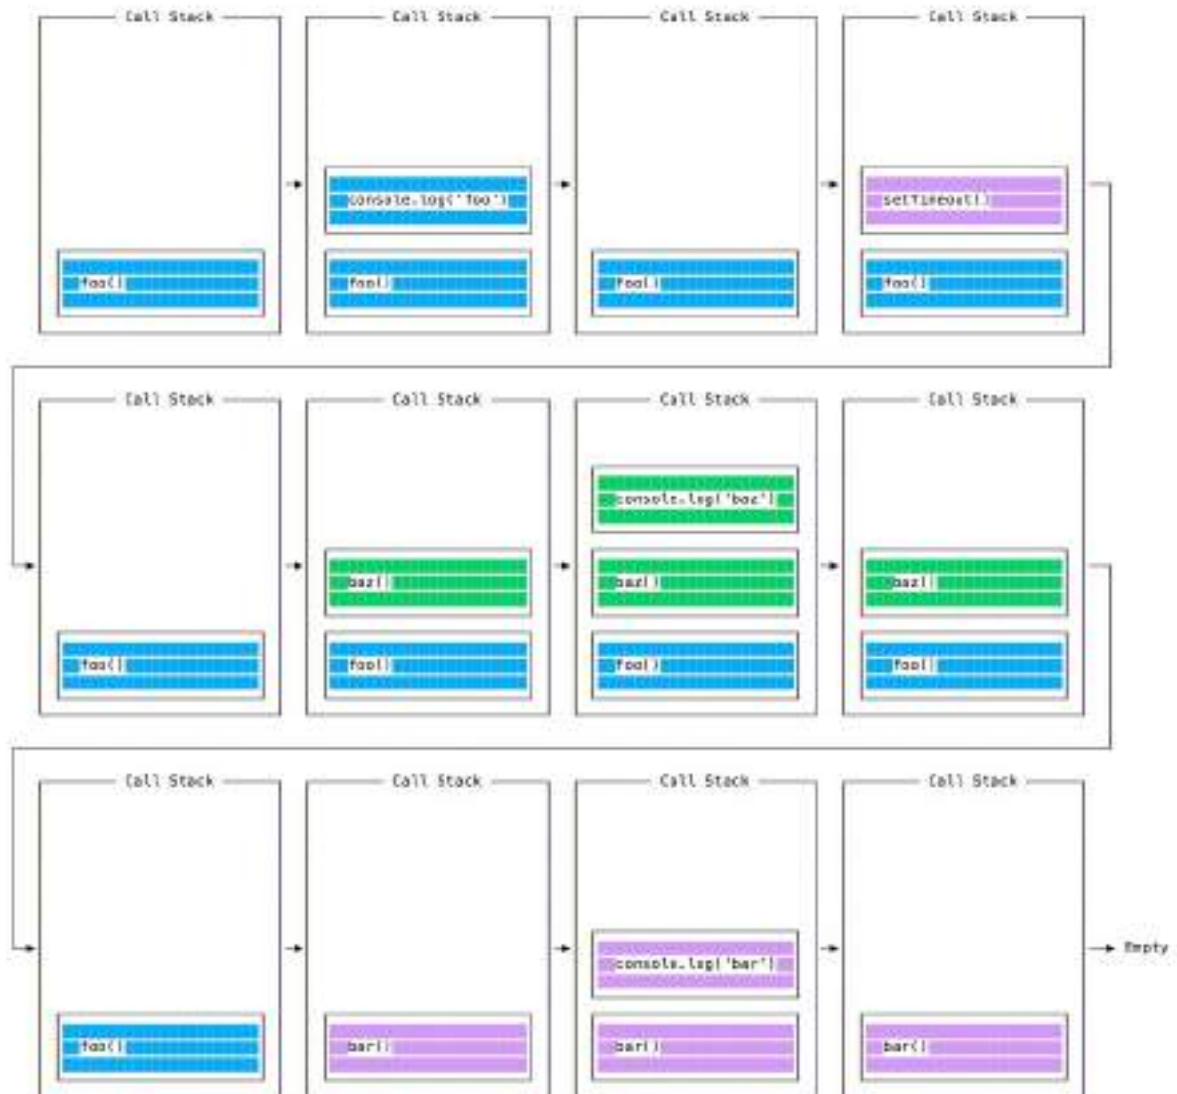 Call Stack
Call Stack
Call Stack
Call Stack
console.log('foo')
setTimeout()
foo()
foo()
foo()
foo()
Call Stack
Call Stack
Call Stack
Call Stack
console.log('baz')
baz()
baz()
baz()
foo()
foo()
foo()
foo()
Call Stack
Call Stack
Call Stack
Call Stack
Empty
console.log('bar')
foo()
bar()
bar()
bar()